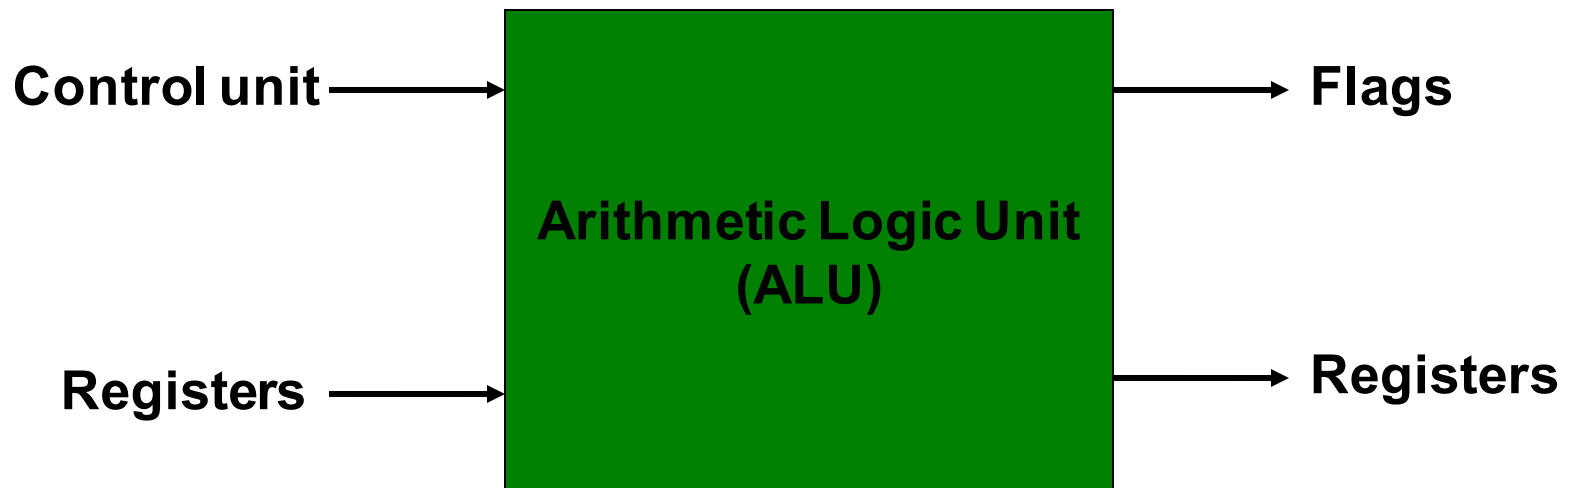 Control unit
Flags
Arithmetic Logic Unit
(ALU)
Registers
Registers